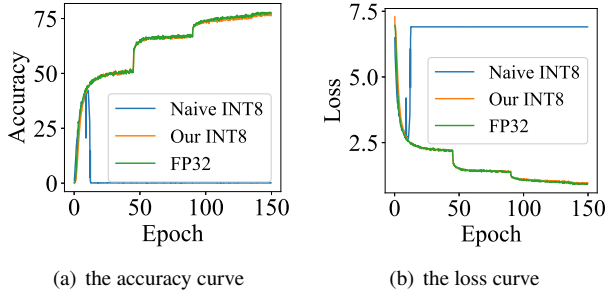 75
50
25
0
Accuracy
Naive INT8
Our INT8
FP32
0
50
100
150
Epoch
(a) the accuracy curve
7.5
5.0
2.5
Loss
Naive INT8
Our INT8
FP32
0
50
100
150
Epoch
(b) the loss curve